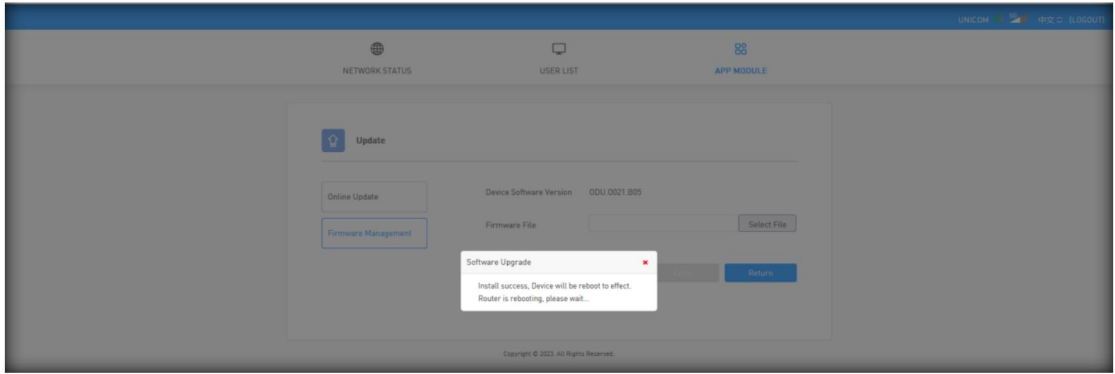 UNICOM 中文 [LOGOUT]
NETWORK STATUS USER LIST APP MODULE
Update
Online Update
Device Software Version ODU.0021.B05
Firmware Management
Firmware File Select File
Software Upgrade
Return
Install success, Device will be reboot to effect.
Router is rebooting, please wait...
Copyright © 2023. All Rights Reserved.